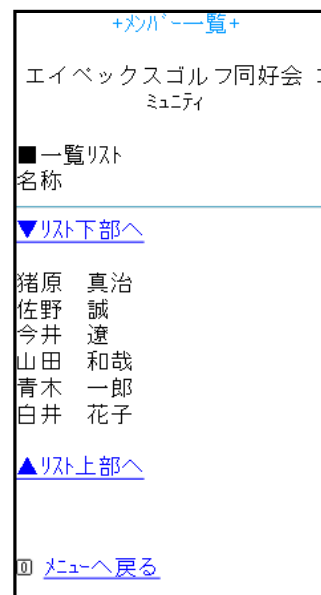 +ﾒﾝﾊﾞｰ一覧+
エイベックスゴルフ同好会 コ
ﾐｭﾆﾃｨ
■一覧ﾘｽﾄ
名称
▼ﾘｽﾄ下部へ
猪原　真治
佐野　誠
今井　遼
山田　和哉
青木　一郎
白井　花子
▲ﾘｽﾄ上部へ
0 ﾒﾆｭｰへ戻る